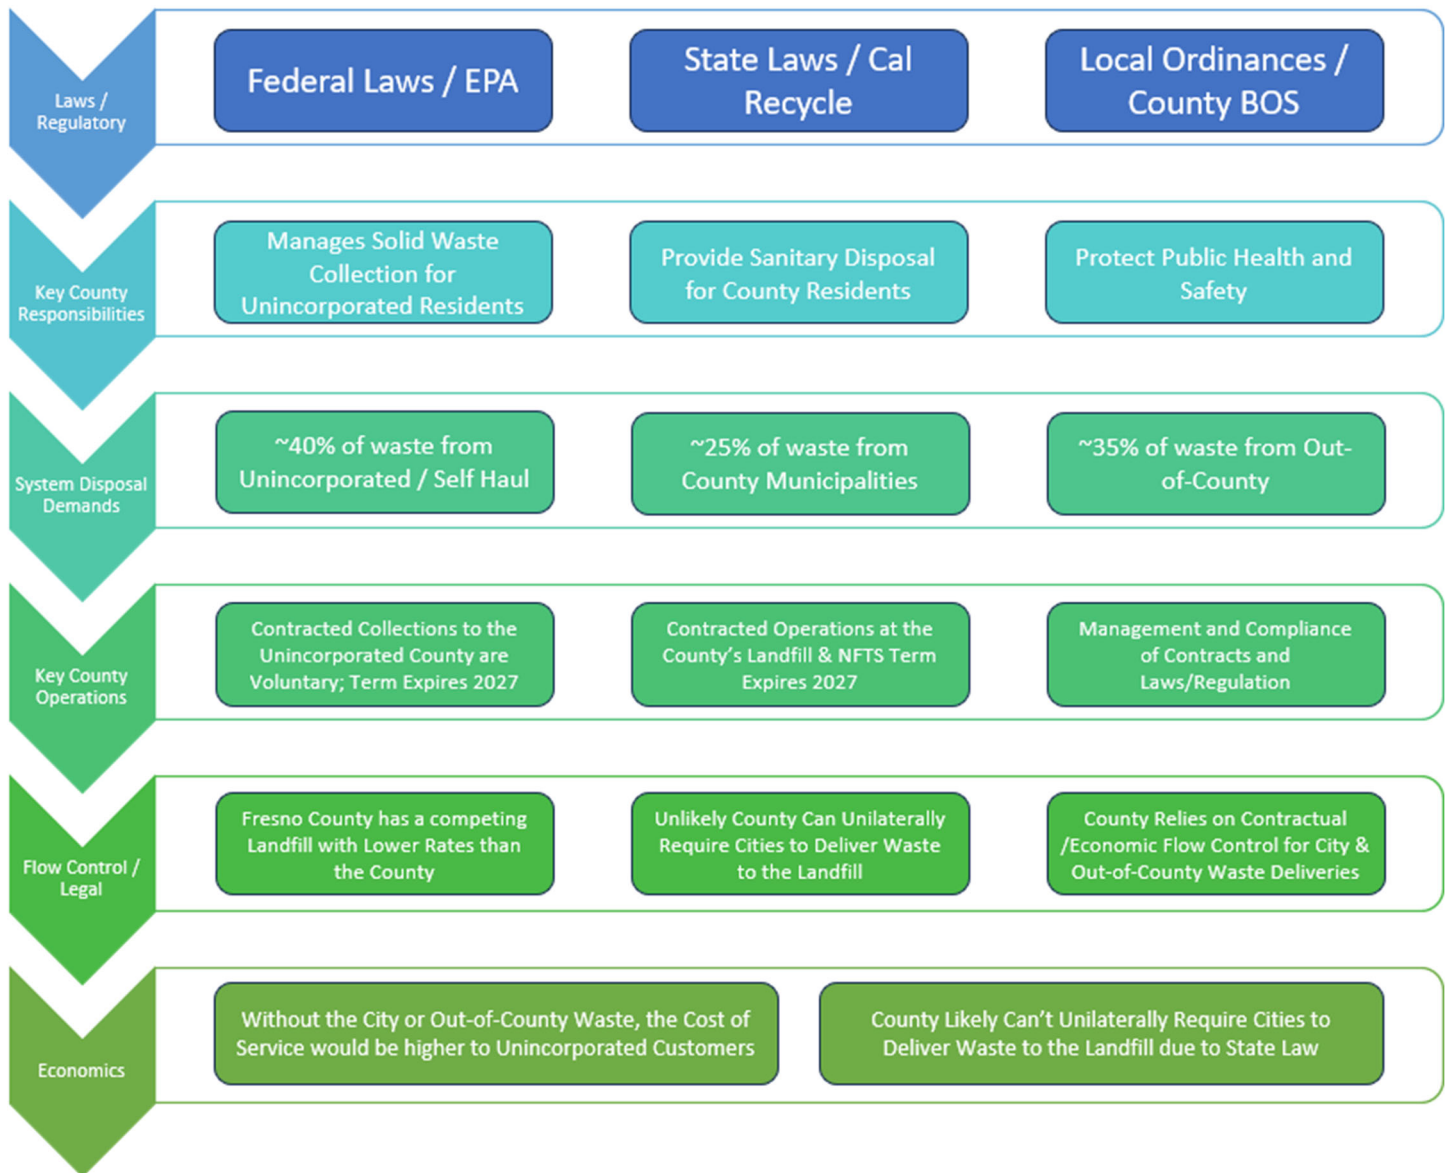 Laws /
Regulatory
Federal Laws / EPA
State Laws / Cal
Recycle
Local Ordinances /
County BOS
Key County
Responsibilities
Manages Solid Waste
Collection for
Unincorporated Residents
Provide Sanitary Disposal
for County Residents
Protect Public Health and
Safety
System Disposal
Demands
~40% of waste from
Unincorporated / Self Haul
~25% of waste from
County Municipalities
~35% of waste from Out-
of-County
Key County
Operations
Contracted Collections to the
Unincorporated County are
Voluntary; Term Expires 2027
Contracted Operations at the
County's Landfill & NFTS Term
Expires 2027
Management and Compliance
of Contracts and
Laws/Regulation
Flow Control /
Legal
Fresno County has a competing
Landfill with Lower Rates than
the County
Unlikely County Can Unilaterally
Require Cities to Deliver Waste
to the Landfill
County Relies on Contractual
/Economic Flow Control for City &
Out-of-County Waste Deliveries
Economics
Without the City or Out-of-County Waste, the Cost of
Service would be higher to Unincorporated Customers
County Likely Can't Unilaterally Require Cities to
Deliver Waste to the Landfill due to State Law